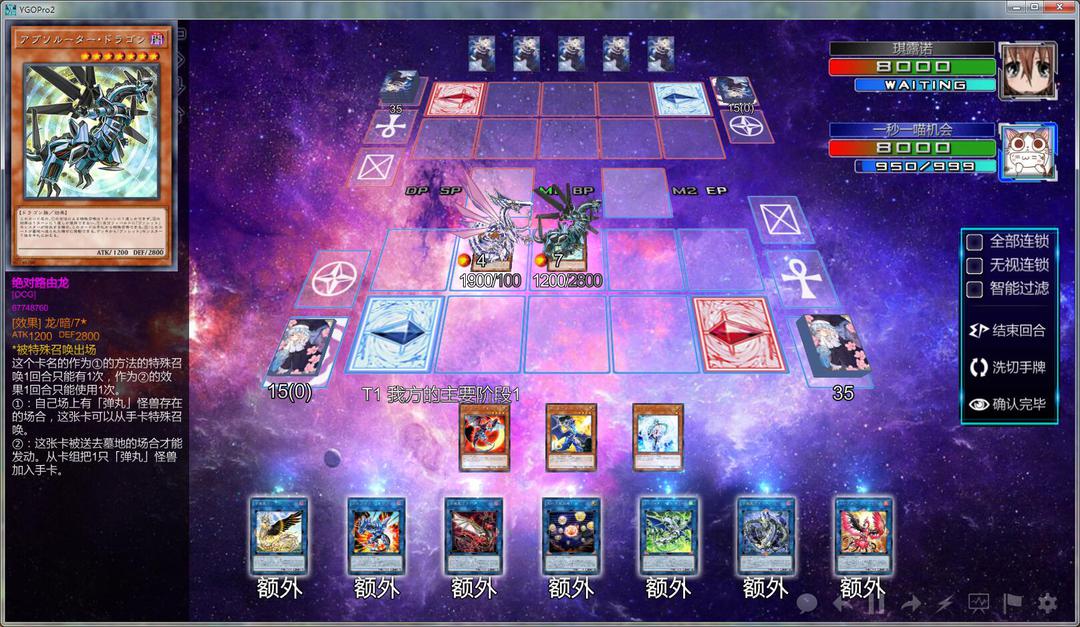 YGOPro2
アブソルーター・ドラゴン
ATK/1200 DEF/2800
绝对路由龙
[OCG]
67748760
[效果] 龙/暗/7★
ATK1200 DEF2800
*被特殊召唤出场
这个卡名的作为①的方法的特殊召
唤1回合只能有1次，作为②的效
果1回合只能使用1次。
①：自己场上有「弹丸」怪兽存在
的场合，这张卡可以从手卡特殊召
唤。
②：这张卡被送去墓地的场合才能
发动。从卡组把1只「弹丸」怪兽
加入手卡。
35
15(0)
DP SP
BP
M2 EP
4
1900/100
7
1200/2800
15(0)
T1 我方的主要阶段1
35
额外
额外
额外
额外
额外
额外
额外
琪露诺
8000
WAITING
一秒一喵机会
8000
950/999
全部连锁
无视连锁
智能过滤
结束回合
洗切手牌
确认完毕